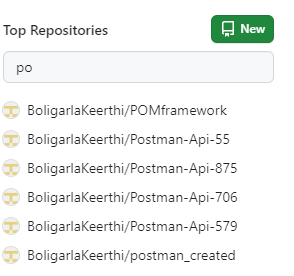 Top Repositories
New
po
BoligarlaKeerthi/POMframework
BoligarlaKeerthi/Postman-Api-55
BoligarlaKeerthi/Postman-Api-875
BoligarlaKeerthi/Postman-Api-706
BoligarlaKeerthi/Postman-Api-579
BoligarlaKeerthi/postman_created